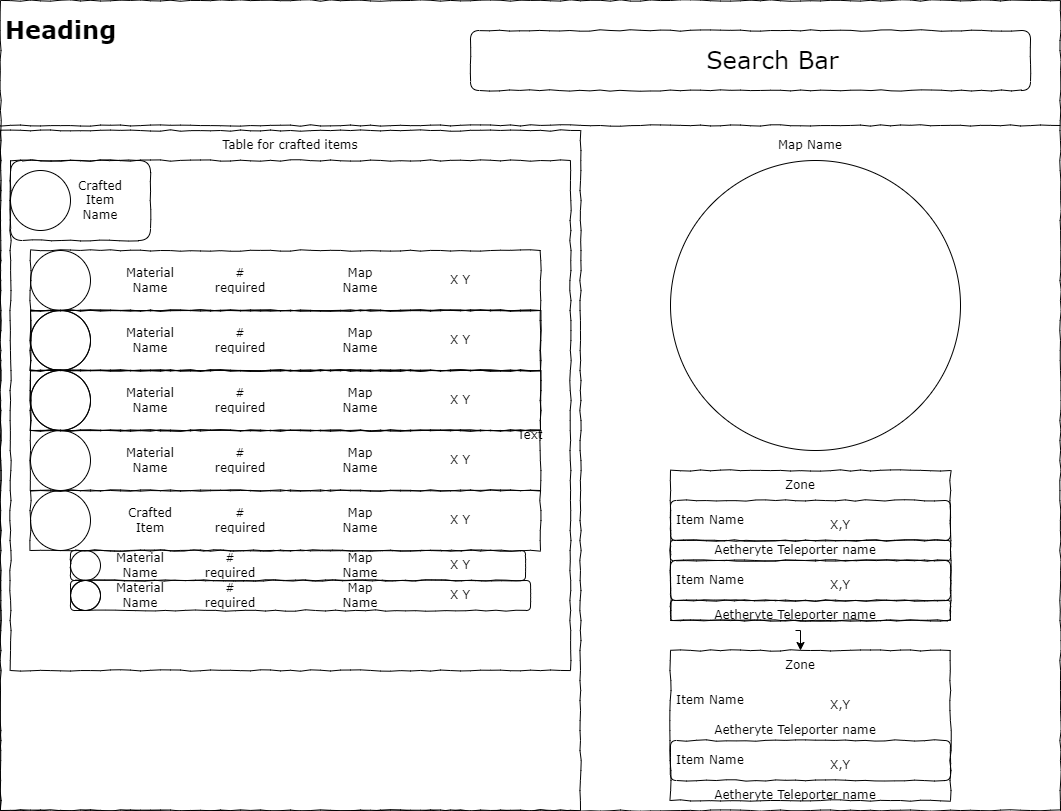 Heading
Search Bar
Table for crafted items
Crafted
Item
Name
Material
Name
#
required
Map
Name
X Y
Material
Name
#
required
Map
Name
X Y
Material
Name
#
required
Map
Name
X Y
Text
Material
Name
#
required
Map
Name
X Y
Crafted
Item
#
required
Map
Name
X Y
Material
Name
#
required
Map
Name
X Y
Material
Name
#
required
Map
Name
X Y
Map Name
Zone
Item Name
X,Y
Aetheryte Teleporter name
Item Name
X,Y
Aetheryte Teleporter name
Zone
Item Name
X,Y
Aetheryte Teleporter name
Item Name
X,Y
Aetheryte Teleporter name